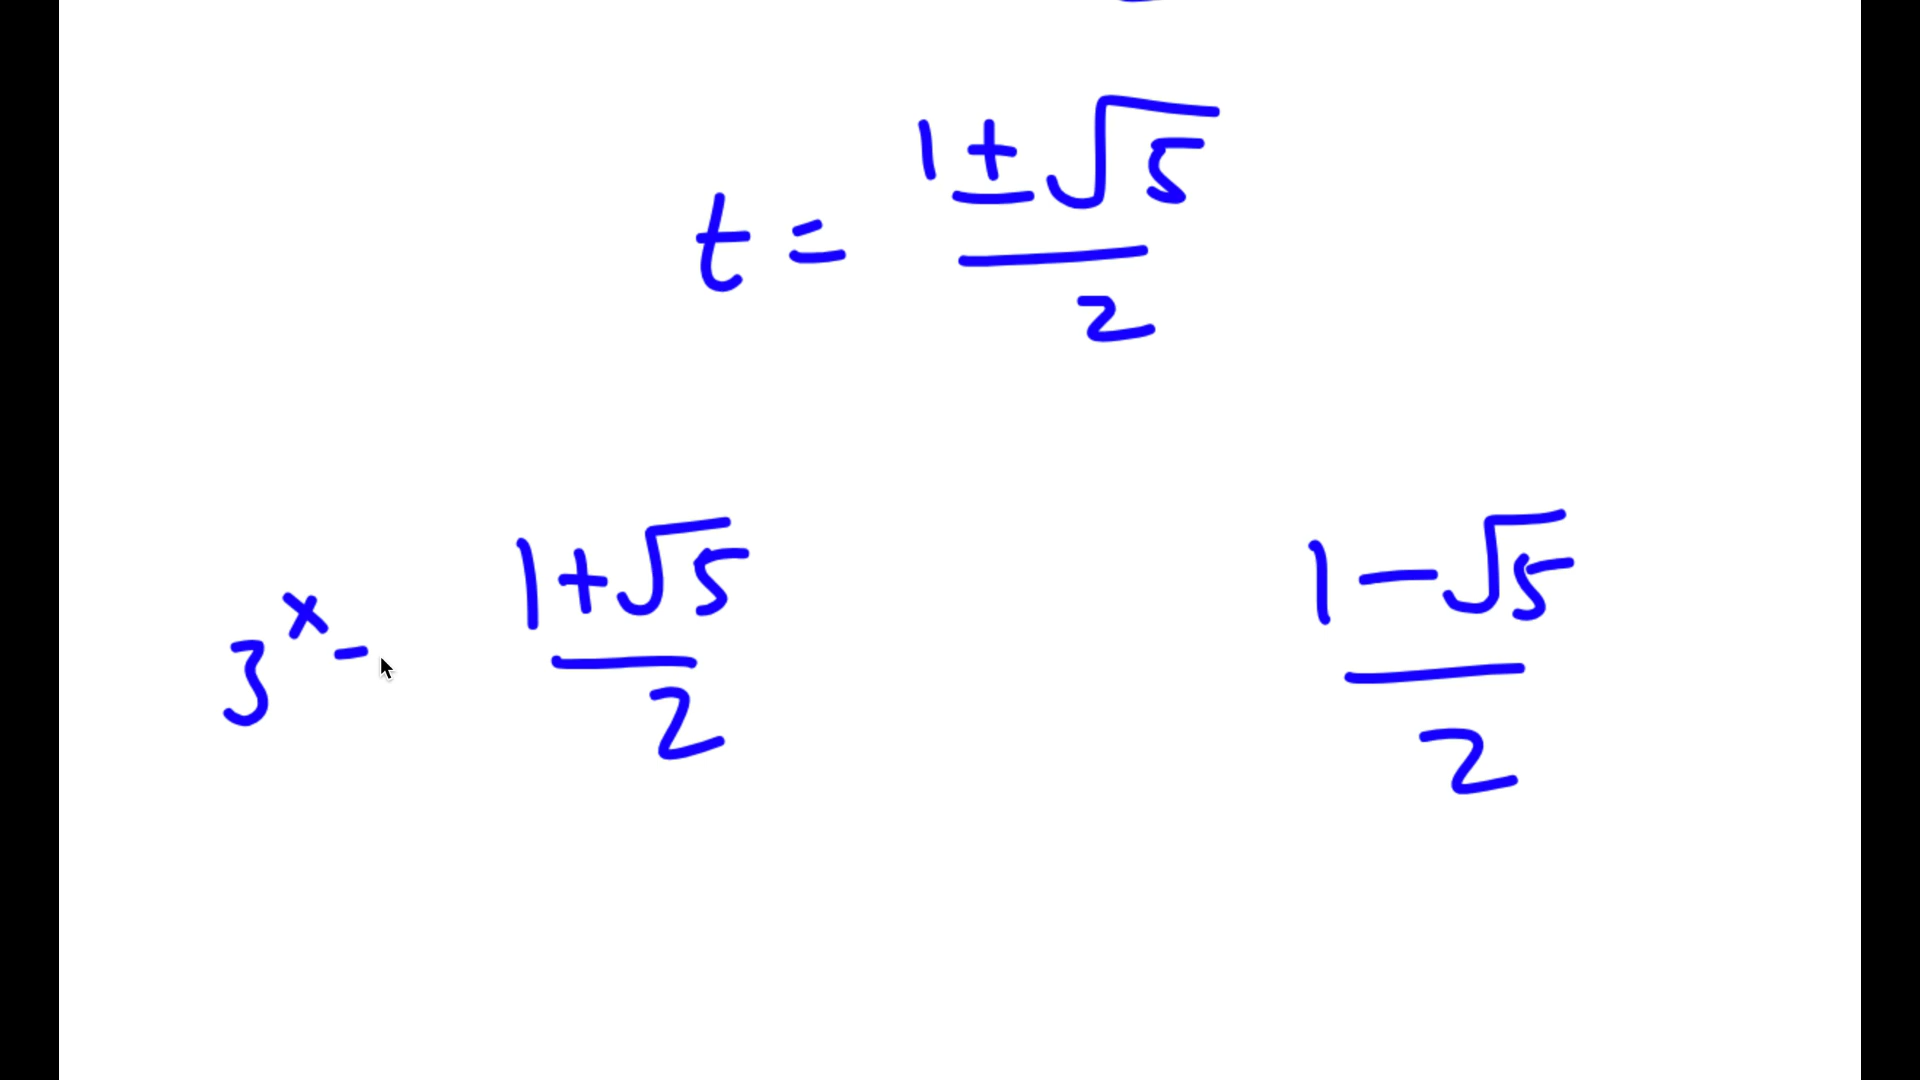 t = (1 ± √5)/2
3^x - (1+√5)/2 (1-√5)/2